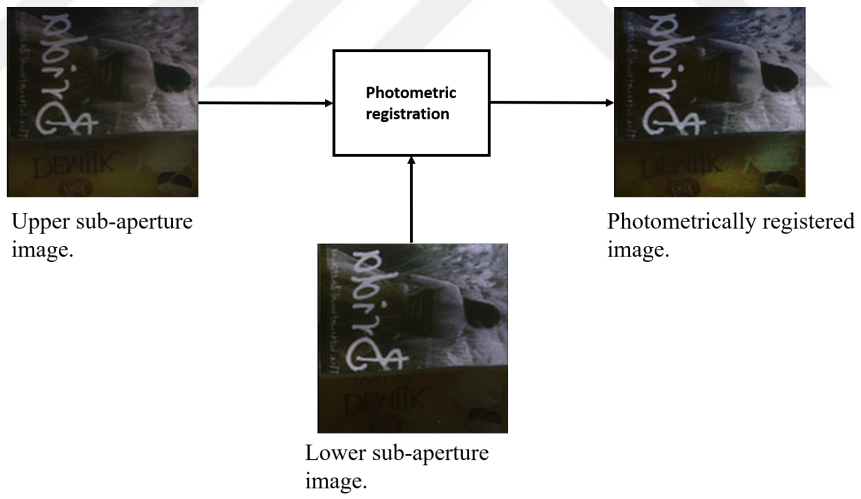 Photometric
registration
Upper sub-aperture
image.
Photometrically registered
image.
Lower sub-aperture
image.